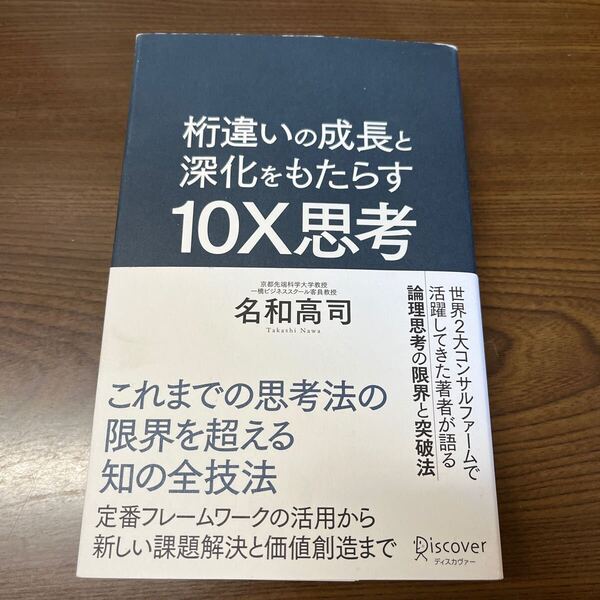 桁違いの成長と
深化をもたらす
10X思考
京都先端科学大学教授
一橋ビジネススクール客員教授
名和高司
Takashi Nawa
世界2大コンサルファームで
活躍してきた著者が語る
論理思考の限界と突破法
これまでの思考法の
限界を超える
知の全技法
定番フレームワークの活用から
新しい課題解決と価値創造まで
Discover
ディスカヴァー